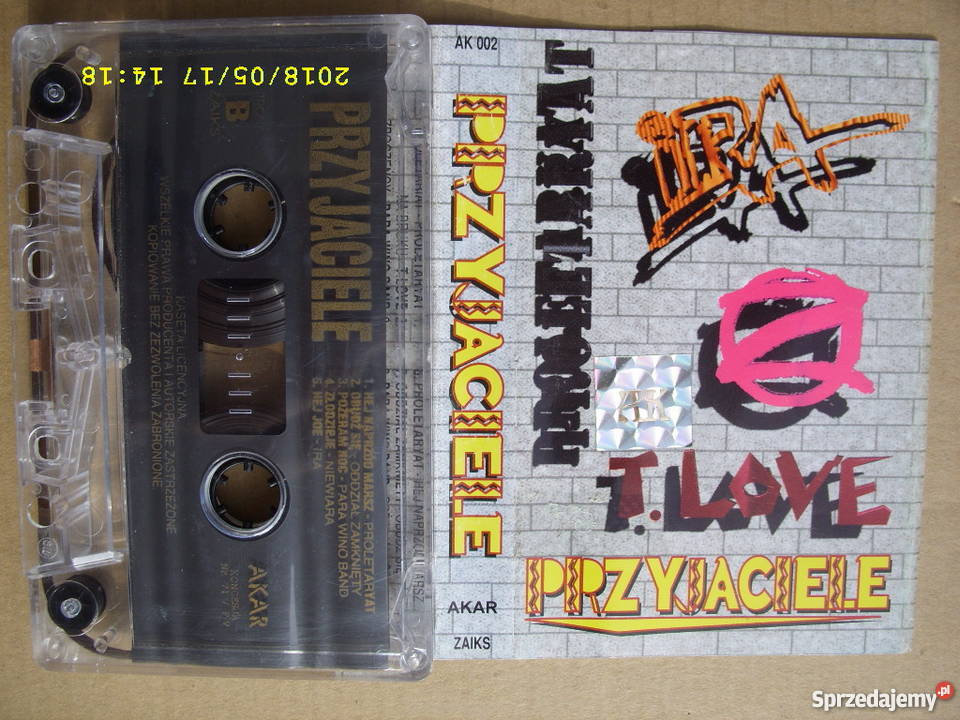 2018/05/17 14:18
B
ZAIKS
PRZYJACIELE
1. HEJ NAPRZÓD MARSZ - PROLETARYAT
2. OBUDŹ SIĘ - ODDZIAŁ ZAMKNIĘTY
3. POŻERAM NOC - PARA WINO BAND
4. ZŁODZIEJE - NIEWIARA
5. HEJ JOE - IRA
KASETA LICENCYJNA
WSZELKIE PRAWA PRODUCENTA I AUTORSKIE ZASTRZEŻONE
KOPIOWANIE BEZ ZEZWOLENIA ZABRONIONE
AKAR
AK 002
PRZYJACIELE
AKAR
ZAIKS
PROLETARYAT
IRA
T.LOVE
PRZYJACIELE
Sprzedajemy.pl